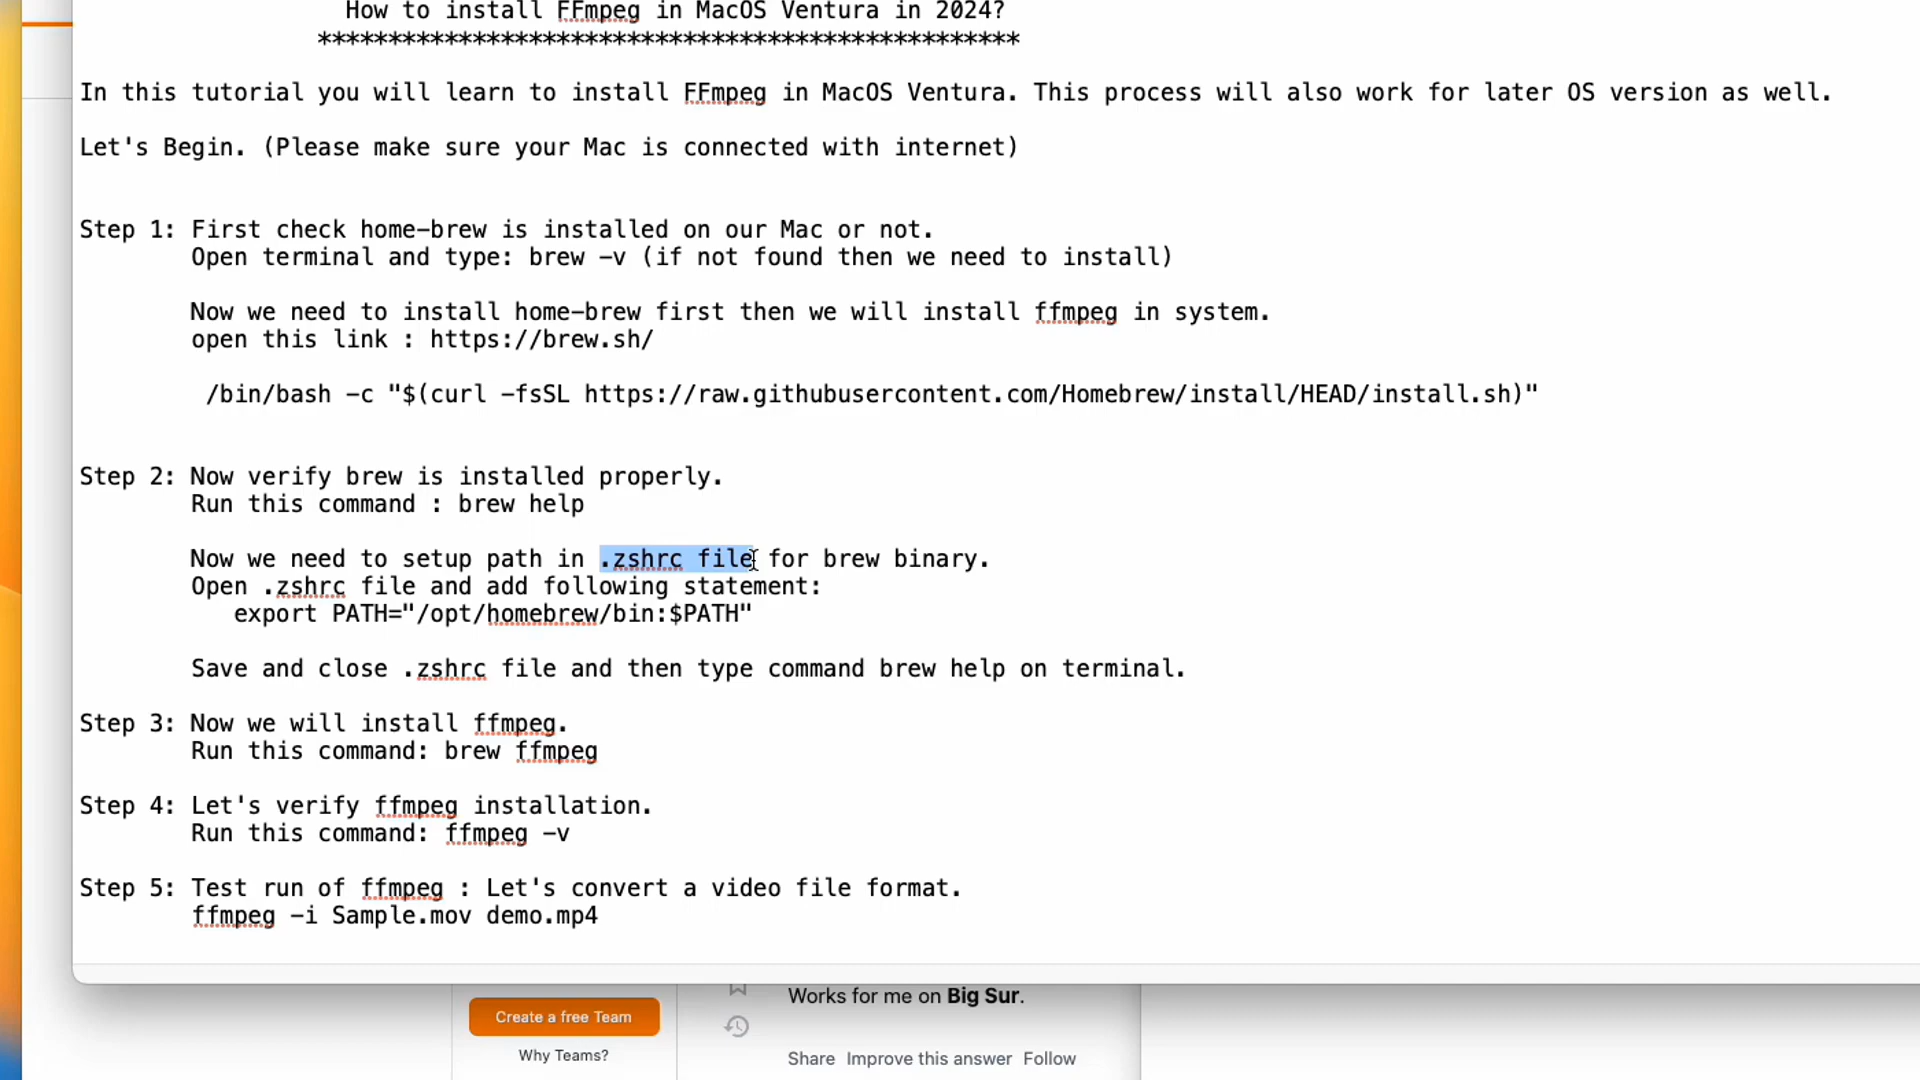 How to install FFmpeg in MacOS Ventura in 2024?
**************************************************
In this tutorial you will learn to install FFmpeg in MacOS Ventura. This process will also work for later OS version as well.
Let's Begin. (Please make sure your Mac is connected with internet)
Step 1: First check home-brew is installed on our Mac or not.
Open terminal and type: brew -v (if not found then we need to install)
Now we need to install home-brew first then we will install ffmpeg in system.
open this link : https://brew.sh/
/bin/bash -c "$(curl -fsSL https://raw.githubusercontent.com/Homebrew/install/HEAD/install.sh)"
Step 2: Now verify brew is installed properly.
Run this command : brew help
Now we need to setup path in .zshrc file for brew binary.
Open .zshrc file and add following statement:
export PATH="/opt/homebrew/bin:$PATH"
Save and close .zshrc file and then type command brew help on terminal.
Step 3: Now we will install ffmpeg.
Run this command: brew ffmpeg
Step 4: Let's verify ffmpeg installation.
Run this command: ffmpeg -v
Step 5: Test run of ffmpeg : Let's convert a video file format.
ffmpeg -i Sample.mov demo.mp4
Works for me on Big Sur.
Create a free Team
Why Teams?
Share Improve this answer Follow